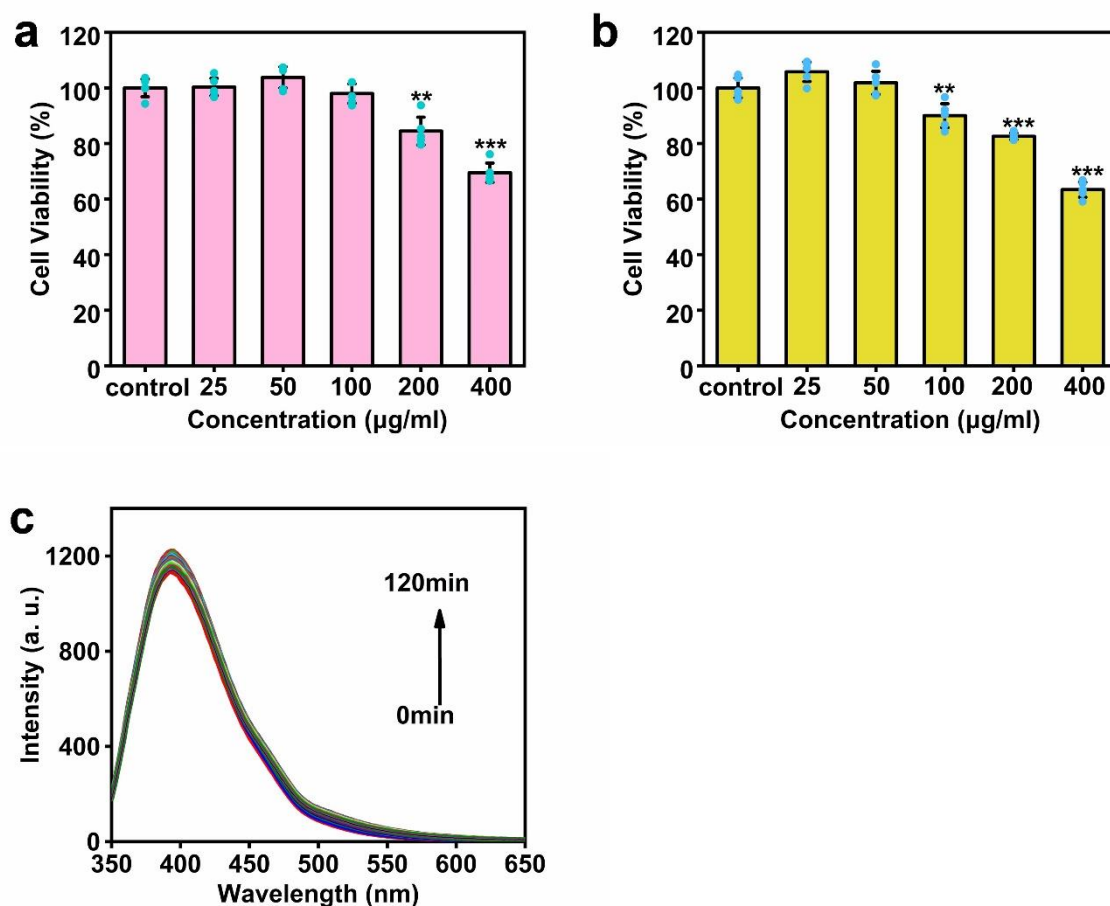 a
120
100
80
60
40
20
0
Cell Viability (%)
**
***
control 25 50 100 200 400
Concentration (µg/ml)
b
120
100
80
60
40
20
0
Cell Viability (%)
**
***
***
control 25 50 100 200 400
Concentration (µg/ml)
c
1200
800
400
0
Intensity (a. u.)
120min
0min
350 400 450 500 550 600 650
Wavelength (nm)